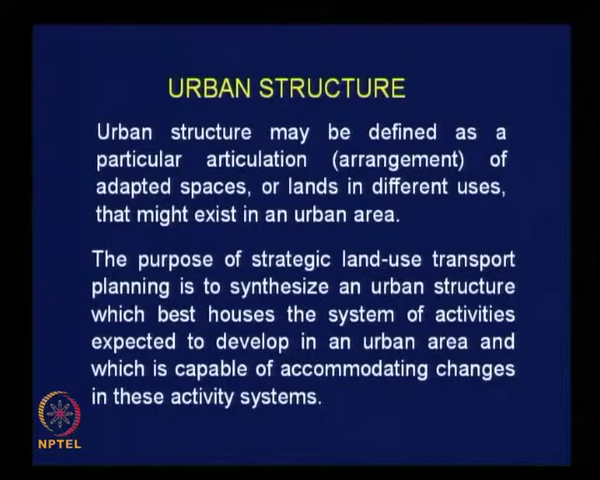 URBAN STRUCTURE
Urban structure may be defined as a
particular articulation (arrangement) of
adapted spaces, or lands in different uses,
that might exist in an urban area.
The purpose of strategic land-use transport
planning is to synthesize an urban structure
which best houses the system of activities
expected to develop in an urban area and
which is capable of accommodating changes
in these activity systems.
NPTEL